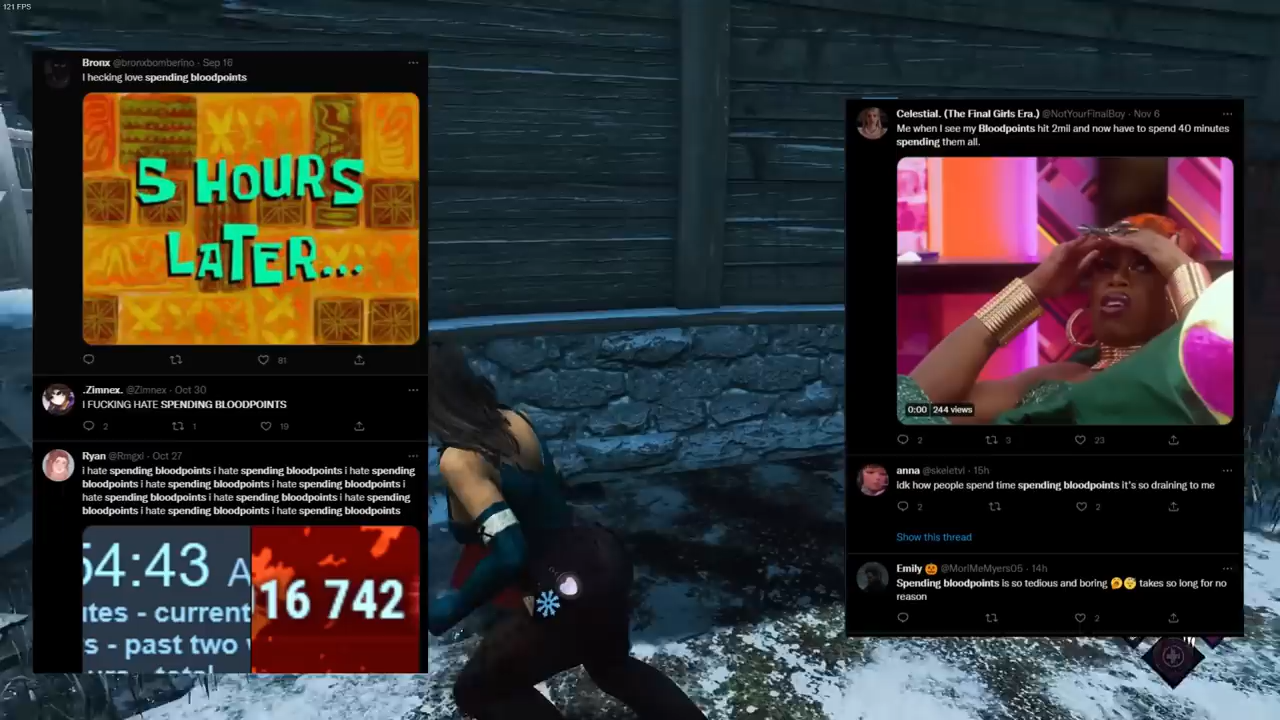 121 FPS
Bronx @bronxbomberino · Sep 16
I hecking love spending bloodpoints
5 HOURS
LATER...
81
.Zimnex. @Zimnex · Oct 30
I FUCKING HATE SPENDING BLOODPOINTS
2 1 19
Ryan @Rmgxi · Oct 27
i hate spending bloodpoints i hate spending bloodpoints i hate spending
bloodpoints i hate spending bloodpoints i hate spending bloodpoints i
hate spending bloodpoints i hate spending bloodpoints i hate spending
bloodpoints i hate spending bloodpoints i hate spending bloodpoints
54:43 A
utes - current
s - past two
16 742
Celestial. (The Final Girls Era.) @NotYourFinalBoy · Nov 6
Me when I see my Bloodpoints hit 2mil and now have to spend 40 minutes
spending them all.
0:00 244 views
2 3 23
anna @skeletvl · 15h
idk how people spend time spending bloodpoints it's so draining to me
2 2
Show this thread
Emily 🎃 @MorlMeMyers05 · 14h
Spending bloodpoints is so tedious and boring 🫠😴 takes so long for no
reason
2